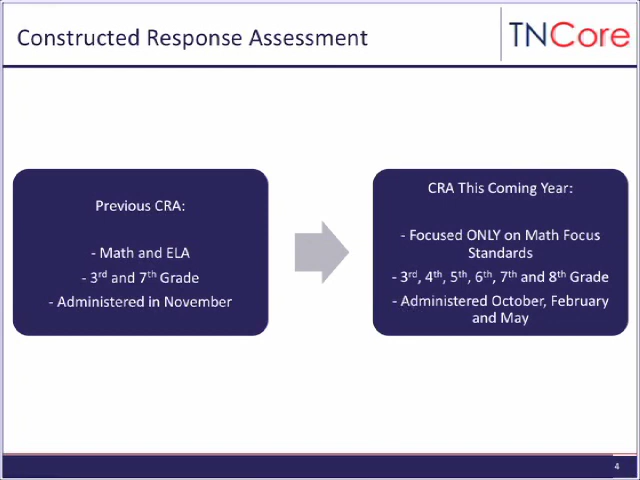 Constructed Response Assessment
TNCore
Previous CRA:
- Math and ELA
- 3rd and 7th Grade
- Administered in November
CRA This Coming Year:
- Focused ONLY on Math Focus
Standards
- 3rd, 4th, 5th, 6th, 7th and 8th Grade
- Administered October, February
and May
4